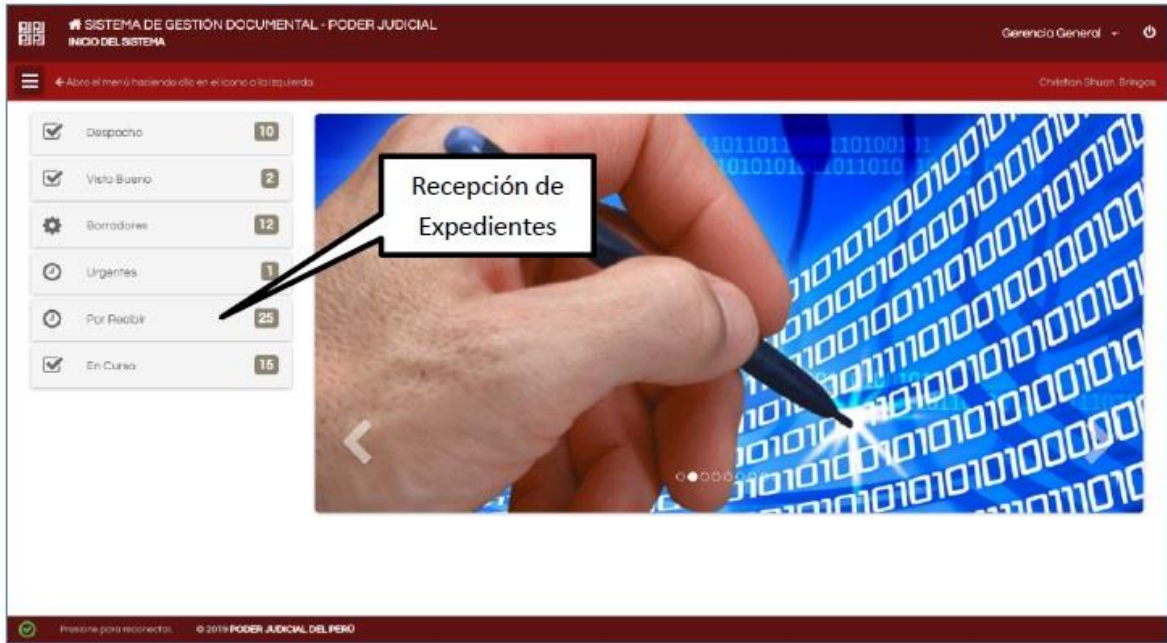 SISTEMA DE GESTIÓN DOCUMENTAL - PODER JUDICIAL
INICIO DEL SISTEMA
Gerencia General
Abra el menú haciendo clic en el icono a la izquierda
Christian Shuan Bringas
Despacho 10
Visto Bueno 2
Borradores 12
Urgentes 1
Por Recibir 25
En Curso 15
Recepción de
Expedientes
Presione para reconectar. © 2019 PODER JUDICIAL DEL PERÚ